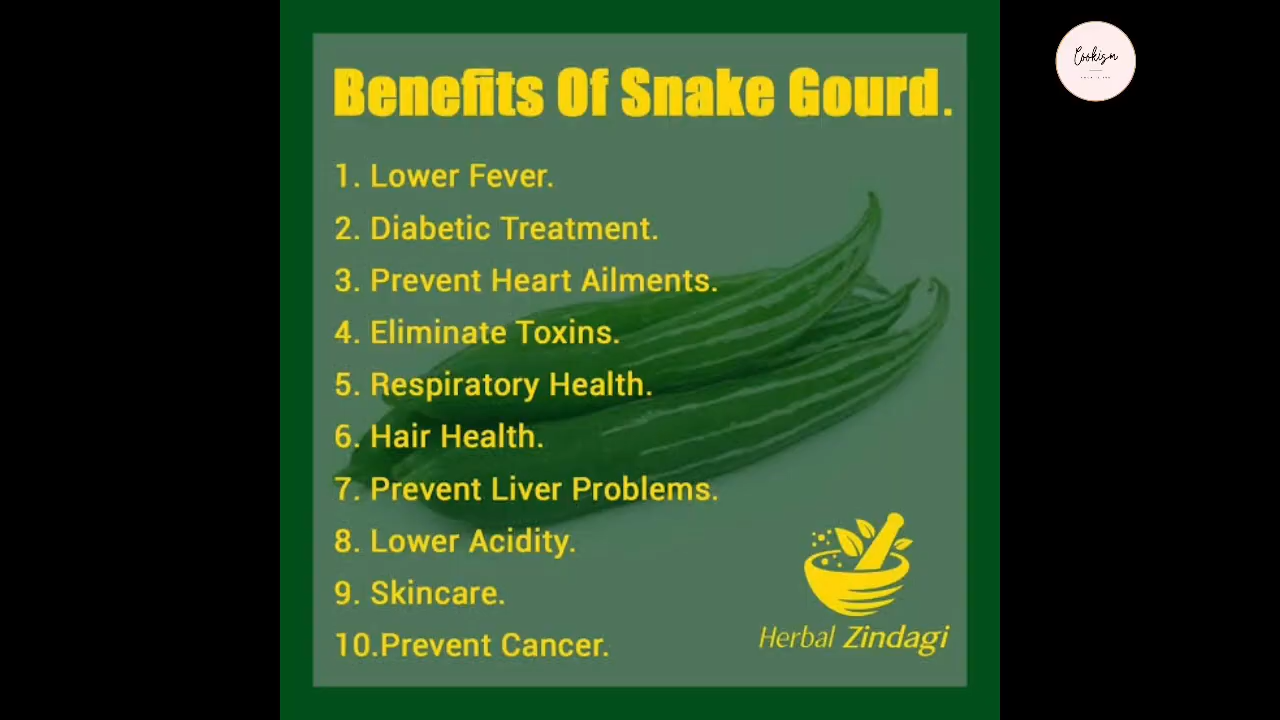 Cookism
Benefits Of Snake Gourd.
1. Lower Fever.
2. Diabetic Treatment.
3. Prevent Heart Ailments.
4. Eliminate Toxins.
5. Respiratory Health.
6. Hair Health.
7. Prevent Liver Problems.
8. Lower Acidity.
9. Skincare.
10.Prevent Cancer.
Herbal Zindagi